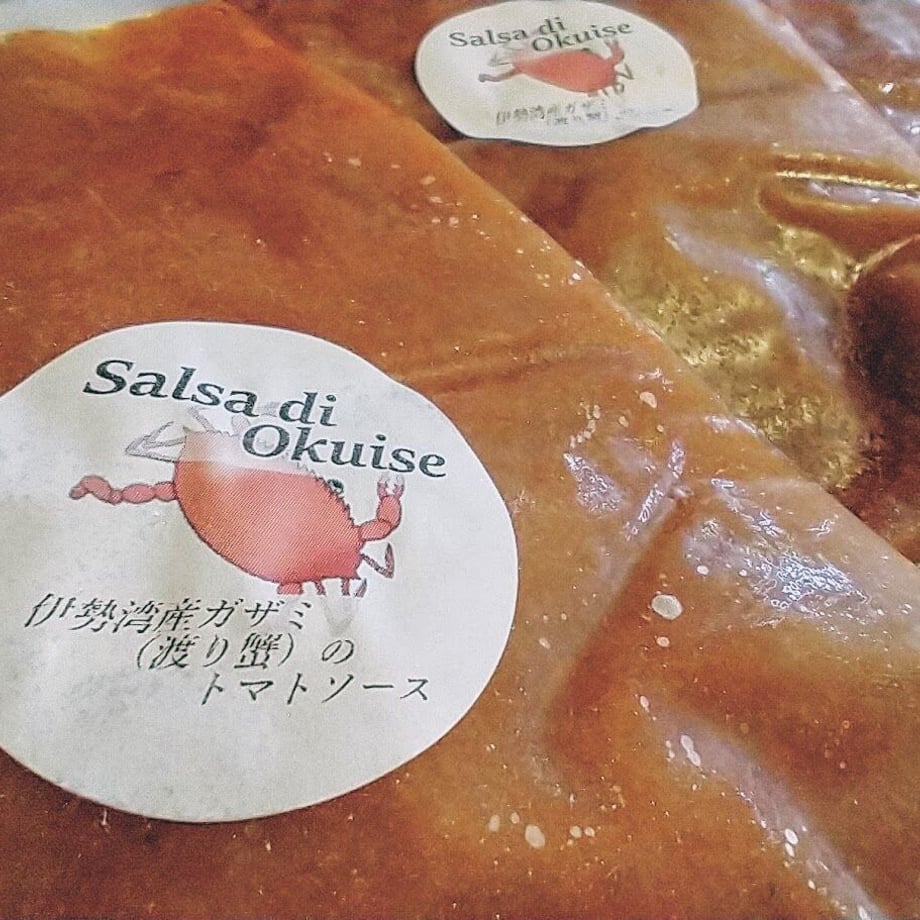 Salsa di
Okuise
伊勢湾産ガザミ
(渡り蟹)
Salsa di
Okuise
伊勢湾産ガザミ
(渡り蟹)の
トマトソース